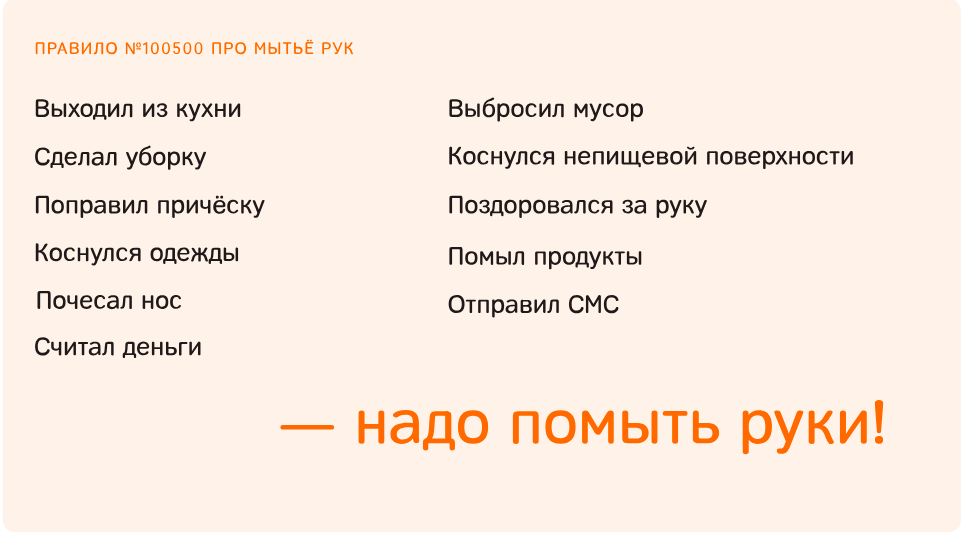 ПРАВИЛО №100500 ПРО МЫТЬЁ РУК
Выходил из кухни
Сделал уборку
Поправил причёску
Коснулся одежды
Почесал нос
Считал деньги
Выбросил мусор
Коснулся непищевой поверхности
Поздоровался за руку
Помыл продукты
Отправил СМС
— надо помыть руки!